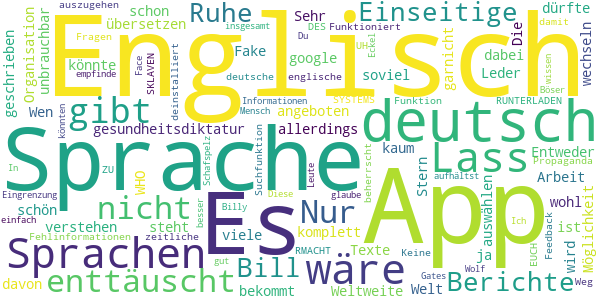 auszugehen
schon
übersetzen
Ruhe
Sehr
insgesamt
DES
Funktioniert
Du
Eckel
Einseitige
Die
dürfte
damit
Englisch
geschrieben
Organisation
unbrauchbar
Wen
könnte
Fragen
empfinde
Face
SKLAVEN
deinstalliert
Fake
deutsche
google
englische
UH
soviel
dabei
Leder
garnicht
wechseln
wissen
Böser
gibt
gesundheitsdiktatur
angeboten
allerdings
Informationen
Mensch
könnten
SYSTEMS
Funktion
RUNTERLADEN
deutsch
Sprache
In
Eingrenzung
einfach
ZU
WHO
besser
Schafspelz
Suchfunktion
Diese
Leute
glaube
beherrscht
Lass
kaum
Stern
aufhältst
auswählen
Entweder
Propaganda
Arbeit
wohl
Möglichkeit
nicht
Es
Nur
App
Ich
ist
EUCH
Feedback
schön
verstehen
steht
Billy
viele
komplett
Texte
ja
wird
Sprachen
Fehlinformationen
zeitliche
RMACHT
Keine
wäre
Berichte
davon
enttäuscht
gut
bekommt
Bill
Weltweite
Gates
Welt
Wolf
Weg